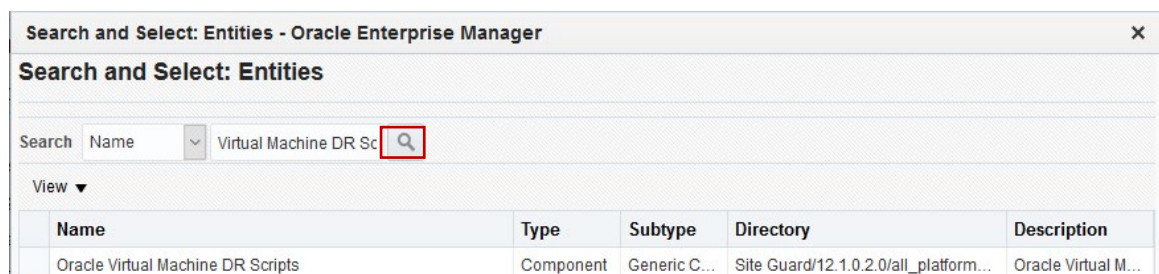 Search and Select: Entities - Oracle Enterprise Manager
Search and Select: Entities
Search Name Virtual Machine DR Sc
View
Name Type Subtype Directory Description
Oracle Virtual Machine DR Scripts Component Generic C... Site Guard/12.1.0.2.0/all_platform... Oracle Virtual M...